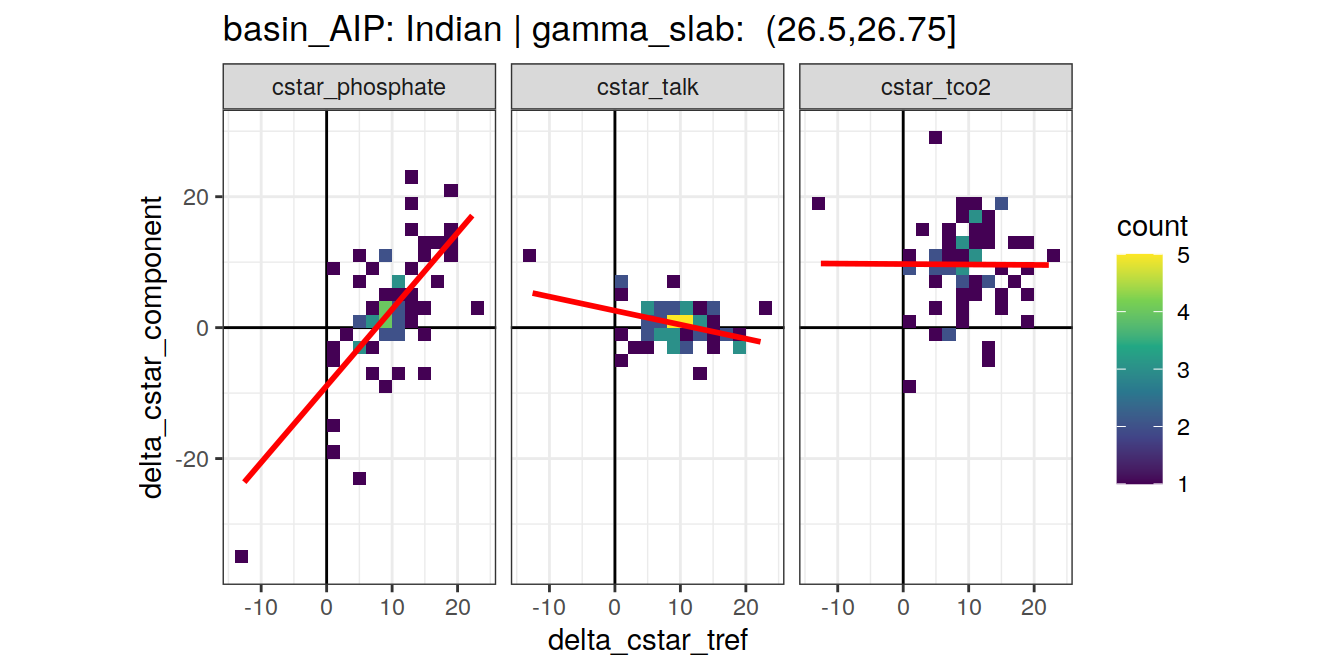 basin_AIP: Indian | gamma_slab:  (26.5,26.75]
cstar_phosphate
cstar_talk
cstar_tco2
delta_cstar_component
20
0
-20
-10
0
10
20
-10
0
10
20
-10
0
10
20
delta_cstar_tref
count
5
4
3
2
1